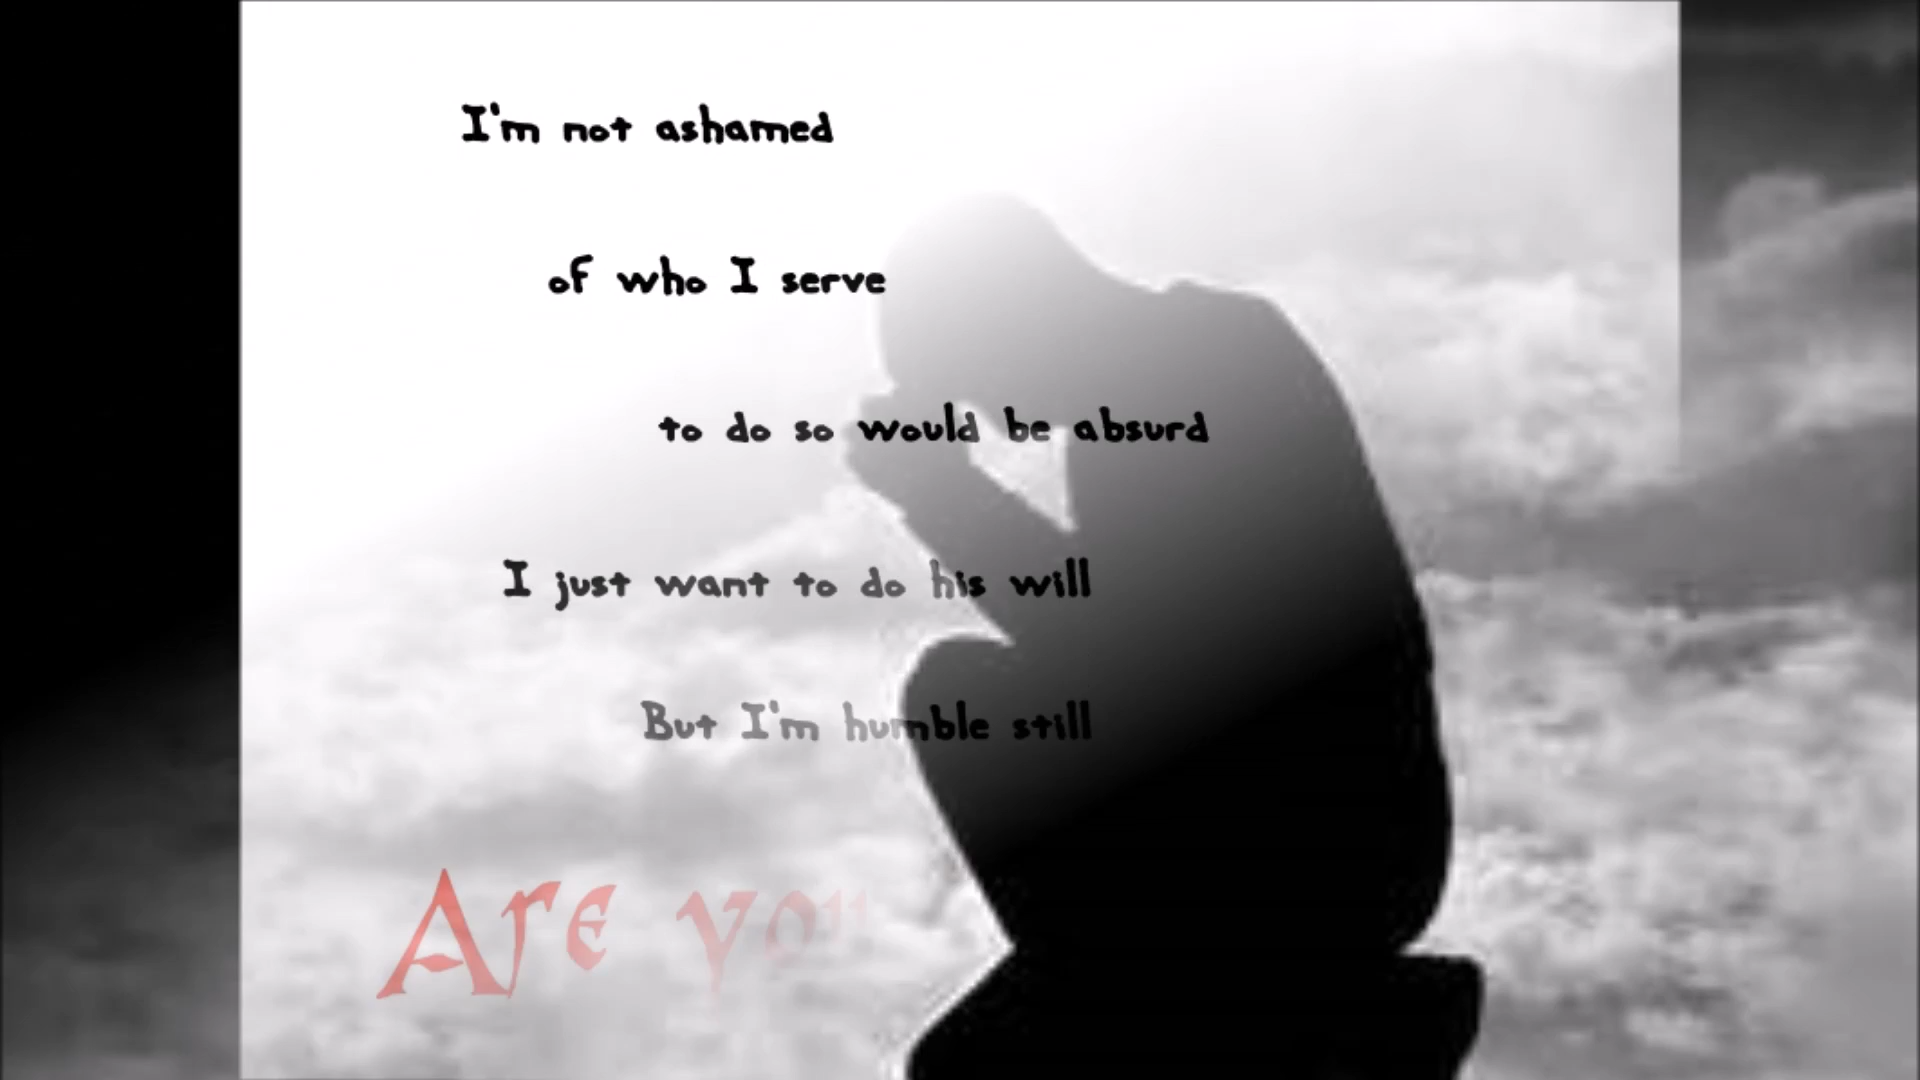 I'm not ashamed
of who I serve
to do so would be absurd
I just want to do his will
But I'm humble still
Are you